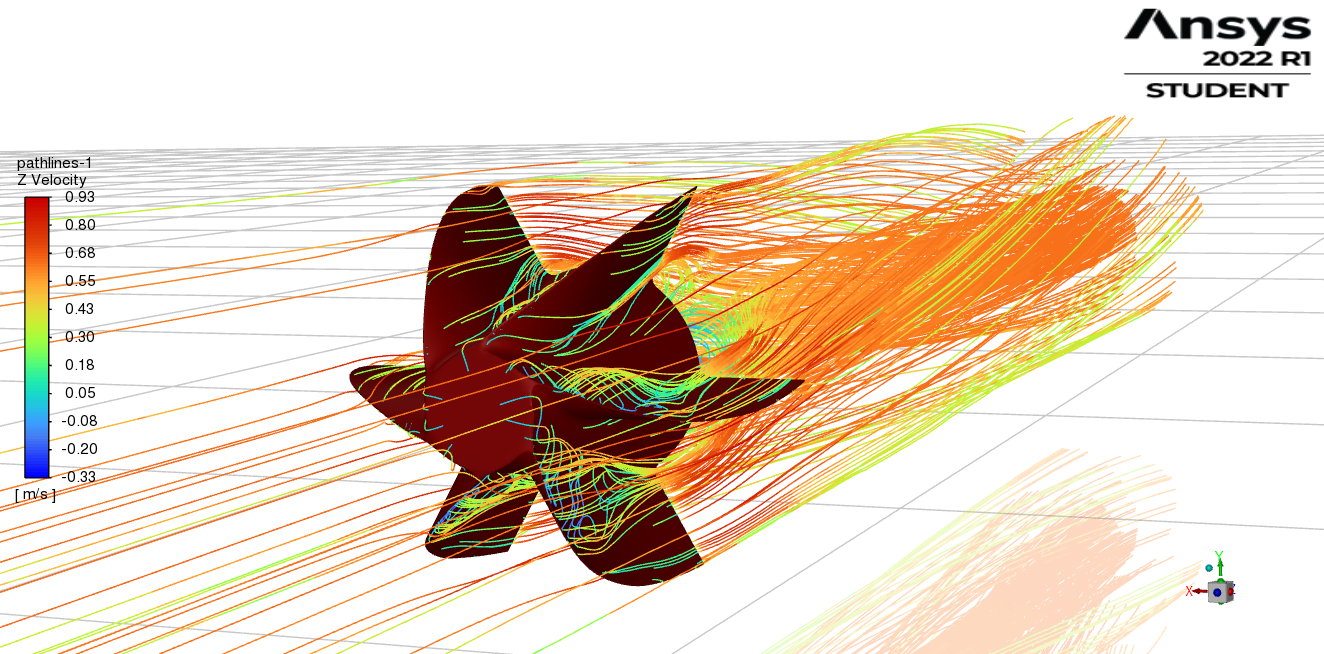 Ansys
2022 R1
STUDENT
pathlines-1
Z Velocity
0.93
0.80
0.68
0.55
0.43
0.30
0.18
0.05
-0.08
-0.20
-0.33
[ m/s ]
Y
X